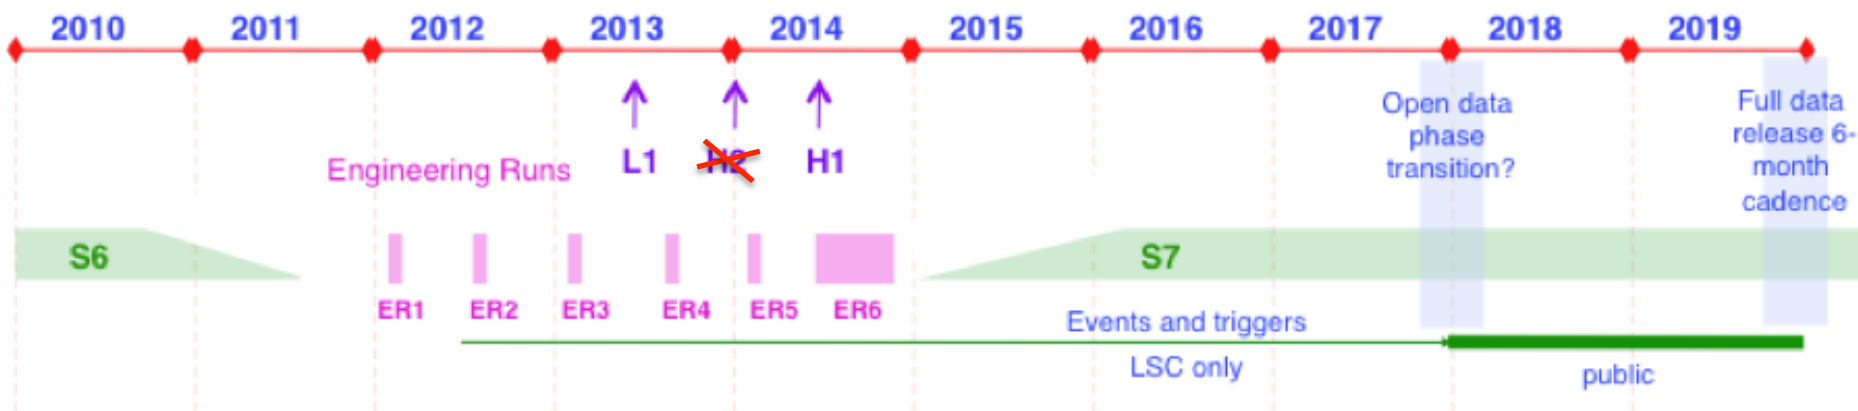 2010 2011 2012 2013 2014 2015 2016 2017 2018 2019
Open data
phase
transition?
Full data
release 6-
month
cadence
Engineering Runs
L1 H2 H1
S6
S7
ER1 ER2 ER3 ER4 ER5 ER6
Events and triggers
LSC only
public